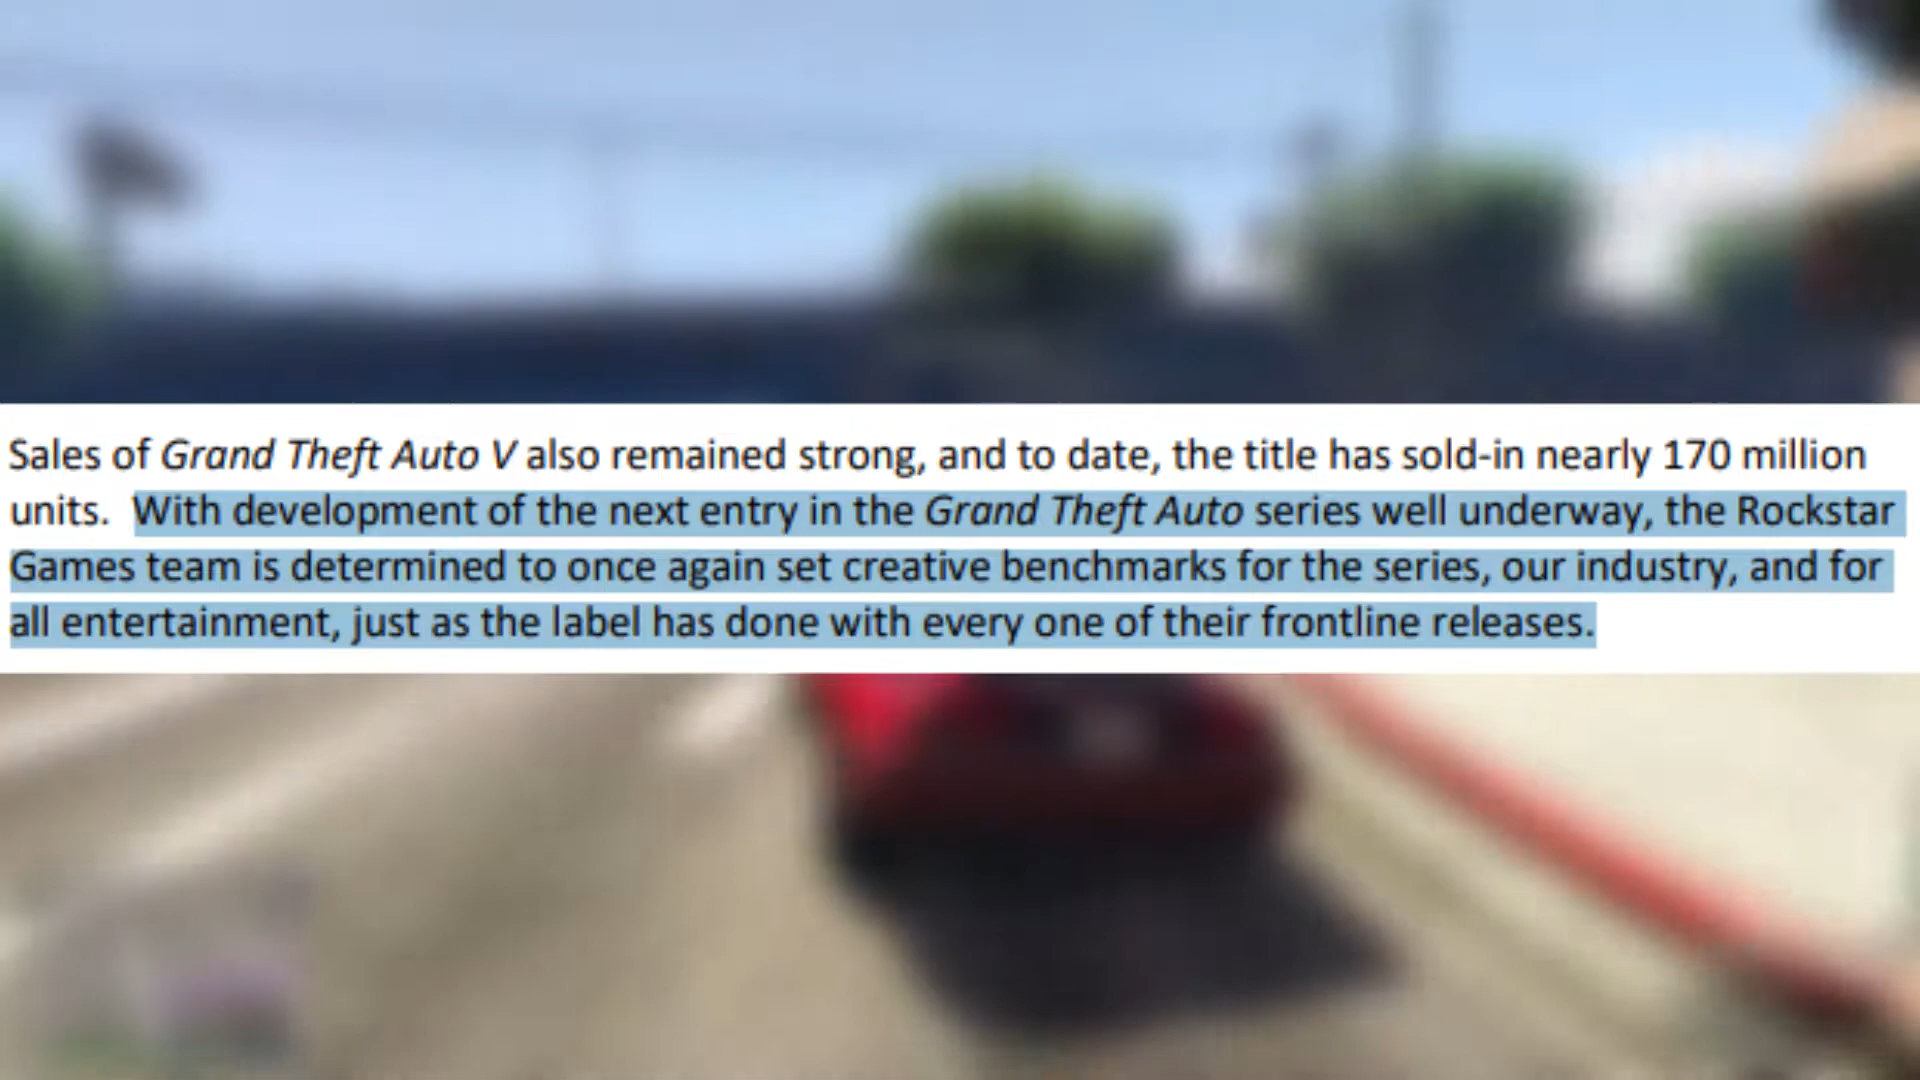 Sales of Grand Theft Auto V also remained strong, and to date, the title has sold-in nearly 170 million
units. With development of the next entry in the Grand Theft Auto series well underway, the Rockstar
Games team is determined to once again set creative benchmarks for the series, our industry, and for
all entertainment, just as the label has done with every one of their frontline releases.